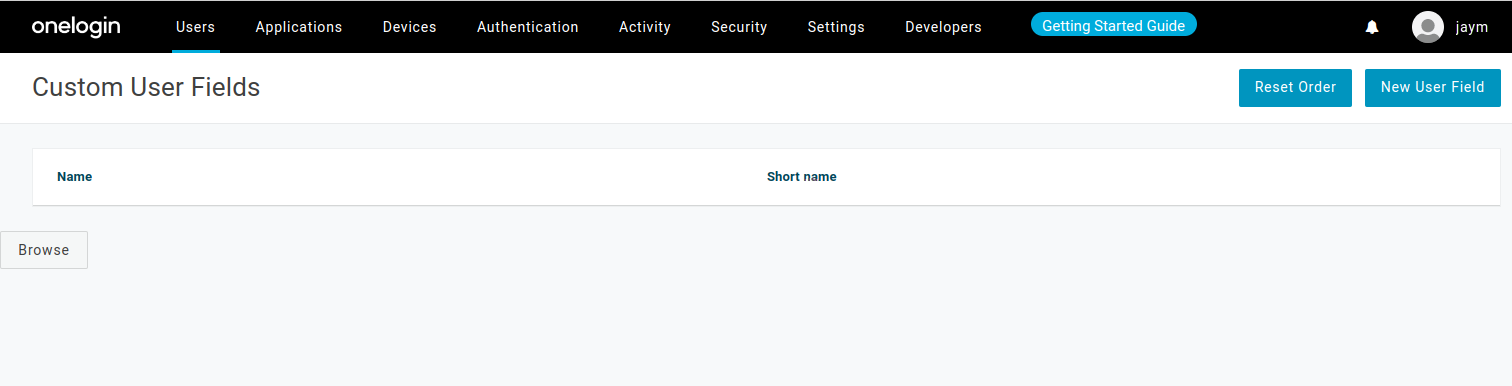 onelogin Users Applications Devices Authentication Activity Security Settings Developers Getting Started Guide jaym
Custom User Fields Reset Order New User Field
Name Short name
Browse